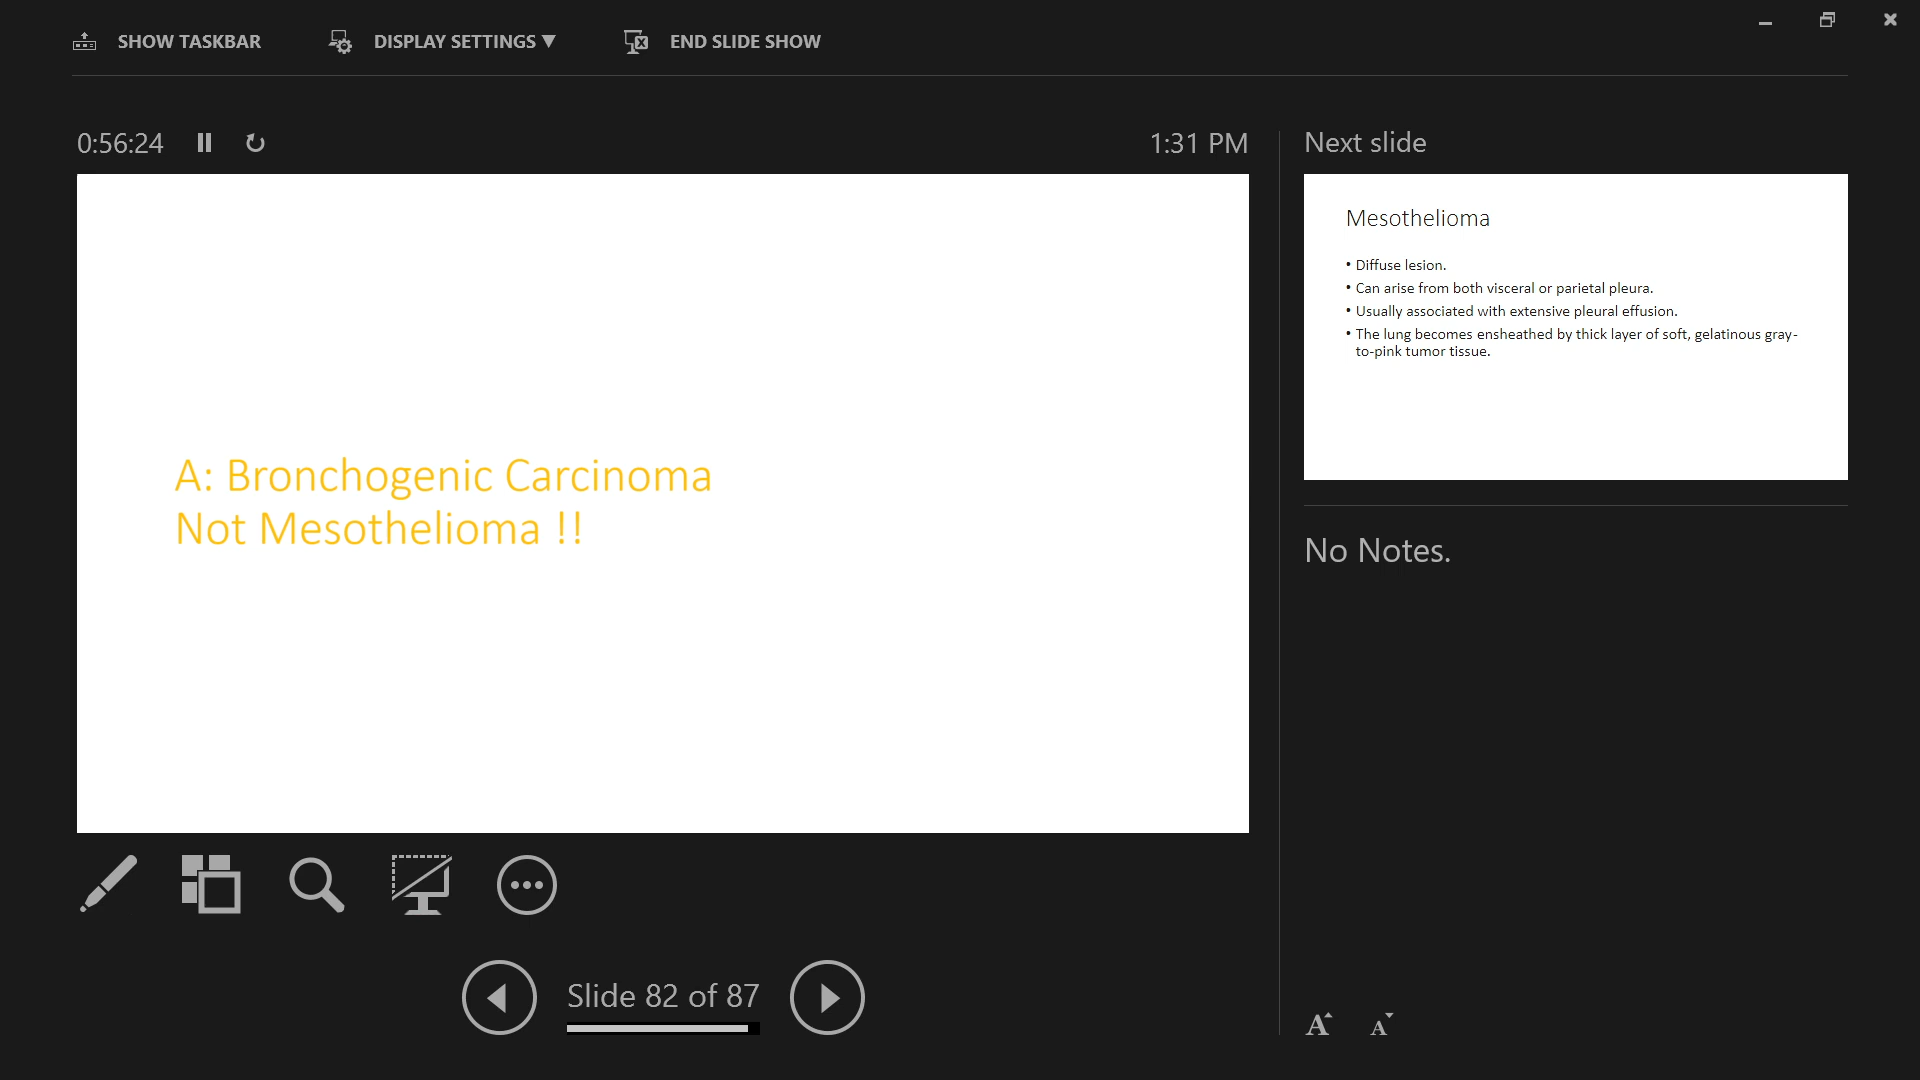 SHOW TASKBAR
DISPLAY SETTINGS ▼
END SLIDE SHOW
0:56:24
1:31 PM
A: Bronchogenic Carcinoma
Not Mesothelioma !!
Slide 82 of 87
Next slide
Mesothelioma
• Diffuse lesion.
• Can arise from both visceral or parietal pleura.
• Usually associated with extensive pleural effusion.
• The lung becomes ensheathed by thick layer of soft, gelatinous gray-
to-pink tumor tissue.
No Notes.
A A